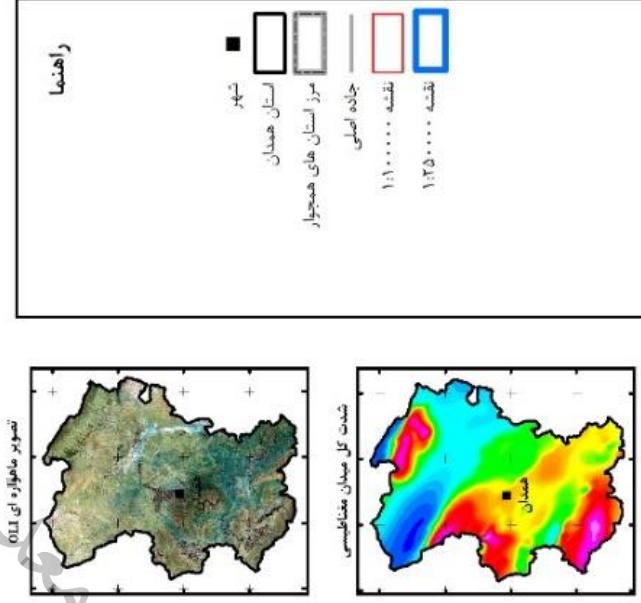 راهنما
شهر
استان همدان
مرز استان های همجوار
جاده اصلی
نقشه ۱:۱۰۰۰۰۰
نقشه ۱:۲۵۰۰۰۰
تصویر ماهواره ای OLI
شدت کل میدان مغناطیسی
همدان